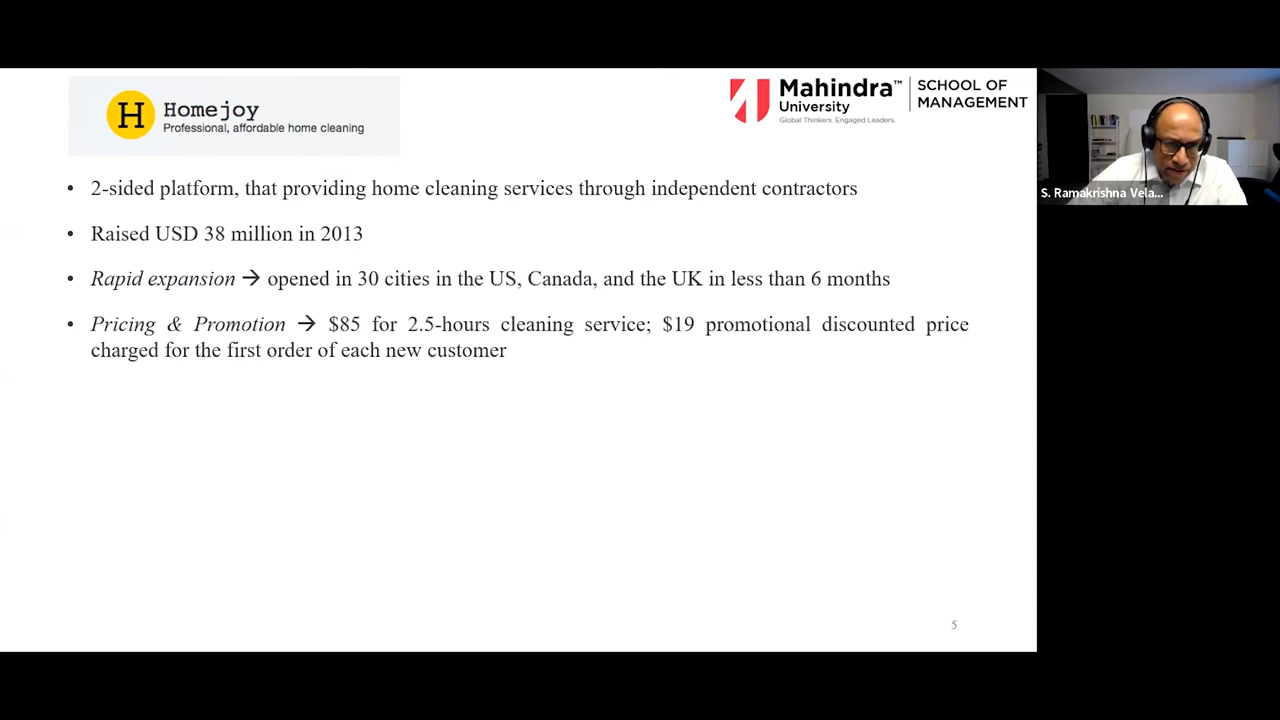 H Homejoy
Professional, affordable home cleaning
Mahindra™
University
Global Thinkers. Engaged Leaders.
SCHOOL OF
MANAGEMENT
S. Ramakrishna Vela...
• 2-sided platform, that providing home cleaning services through independent contractors
• Raised USD 38 million in 2013
• Rapid expansion → opened in 30 cities in the US, Canada, and the UK in less than 6 months
• Pricing & Promotion → $85 for 2.5-hours cleaning service; $19 promotional discounted price
charged for the first order of each new customer
5